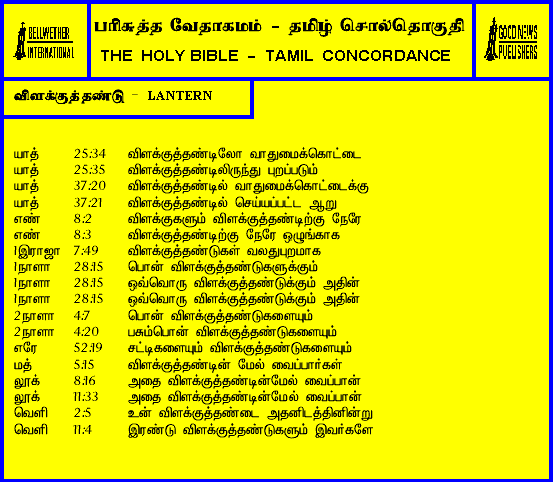 BELLWETHER INTERNATIONAL
பரிசுத்த வேதாகமம் - தமிழ் சொல்தொகுதி
THE HOLY BIBLE - TAMIL CONCORDANCE
GOOD NEWS PUBLISHERS
விளக்குத்தண்டு - LANTERN
யாத் 25:34 விளக்குத்தண்டிலோ வாதுமைக்கொட்டை
யாத் 25:35 விளக்குத்தண்டிலிருந்து புறப்படும்
யாத் 37:20 விளக்குத்தண்டில் வாதுமைக்கொட்டைக்கு
யாத் 37:21 விளக்குத்தண்டில் செய்யப்பட்ட ஆறு
எண் 8:2 விளக்குகளும் விளக்குத்தண்டிற்கு நேரே
எண் 8:3 விளக்குத்தண்டிற்கு நேரே ஒழுங்காக
1இராஜா 7:49 விளக்குத்தண்டுகள் வலதுபுறமாக
1நாளா 28:15 பொன் விளக்குத்தண்டுகளுக்கும்
1நாளா 28:15 ஒவ்வொரு விளக்குத்தண்டுக்கும் அதின்
1நாளா 28:15 ஒவ்வொரு விளக்குத்தண்டுக்கும் அதின்
2நாளா 4:7 பொன் விளக்குத்தண்டுகளையும்
2நாளா 4:20 பசும்பொன் விளக்குத்தண்டுகளையும்
எரே 52:19 சட்டிகளையும் விளக்குத்தண்டுகளையும்
மத் 5:15 விளக்குத்தண்டின் மேல் வைப்பார்கள்
லூக் 8:16 அதை விளக்குத்தண்டின்மேல் வைப்பான்
லூக் 11:33 அதை விளக்குத்தண்டின்மேல் வைப்பான்
வெளி 2:5 உன் விளக்குத்தண்டை அதனிடத்தினின்று
வெளி 11:4 இரண்டு விளக்குத்தண்டுகளும் இவர்களே